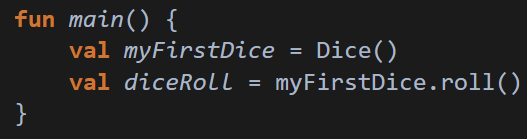 fun main() {
    val myFirstDice = Dice()
    val diceRoll = myFirstDice.roll()
}